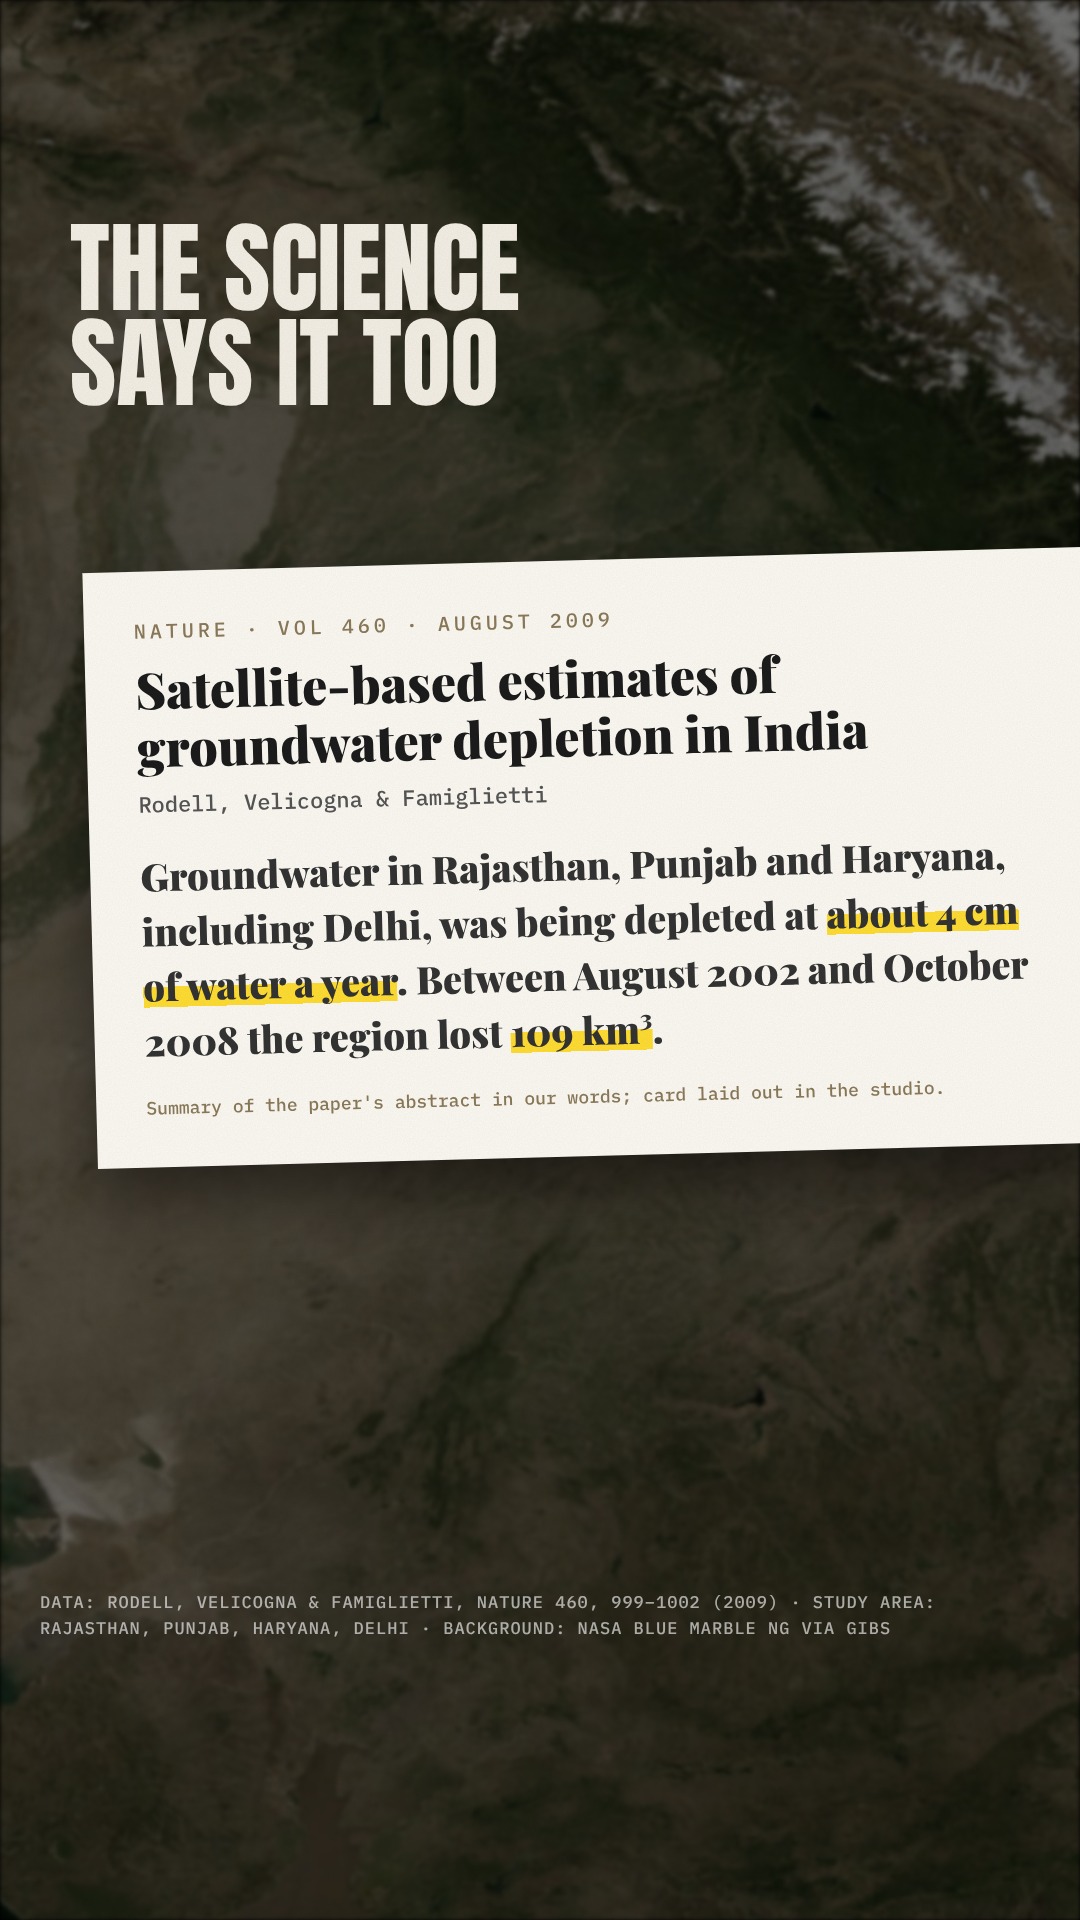 THE SCIENCE
SAYS IT TOO
NATURE · VOL 460 · AUGUST 2009
Satellite-based estimates of
groundwater depletion in India
Rodell, Velicogna & Famiglietti
Groundwater in Rajasthan, Punjab and Haryana,
including Delhi, was being depleted at about 4 cm
of water a year. Between August 2002 and October
2008 the region lost 109 km³.
Summary of the paper's abstract in our words; card laid out in the studio.
DATA: RODELL, VELICOGNA & FAMIGLIETTI, NATURE 460, 999–1002 (2009) · STUDY AREA:
RAJASTHAN, PUNJAB, HARYANA, DELHI · BACKGROUND: NASA BLUE MARBLE NG VIA GIBS